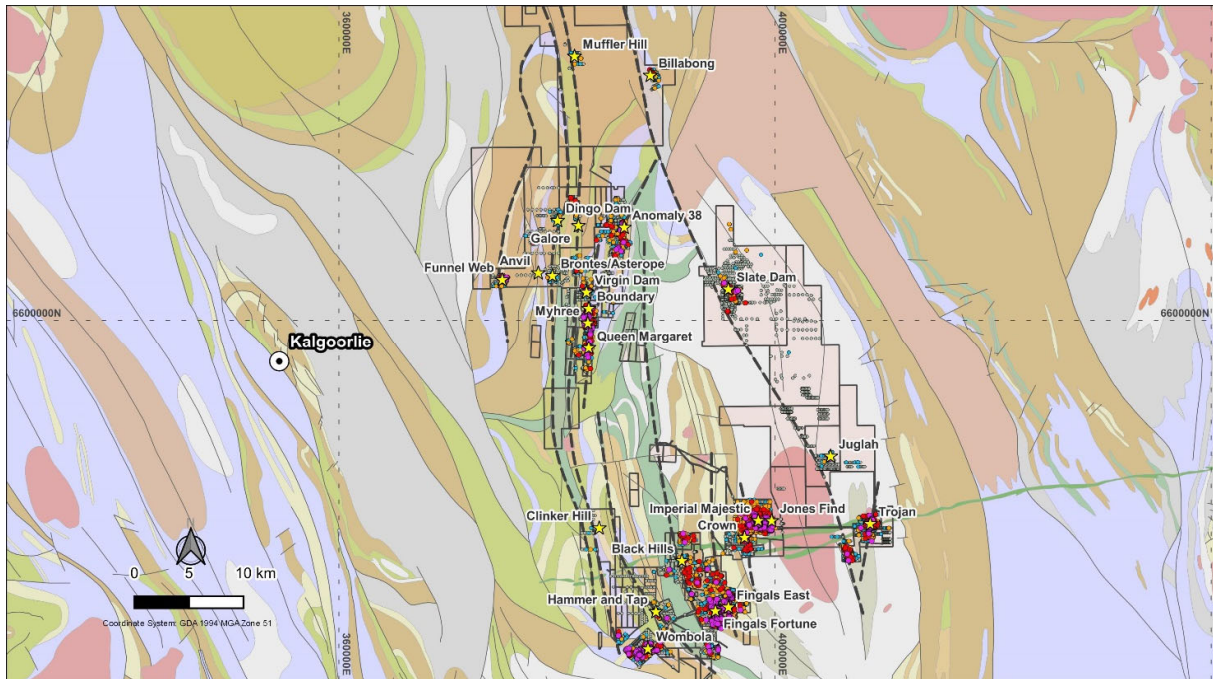 360000E
400000E
Muffler Hill
Billabong
Dingo Dam
Anomaly 38
Galore
Funnel Web
Anvil
Brontes/Asterope
Virgin Dam
Slate Dam
Boundary
Myhree
6600000N
6600000N
Queen Margaret
Kalgoorlie
Juglah
Imperial Majestic
Jones Find
Trojan
Clinker Hill
Crown
Black Hills
0 5 10 km
Hammer and Tap
Fingals East
Fingals Fortune
Coordinate System: GDA 1994 MGA Zone 51
Wombola
360000E
400000E